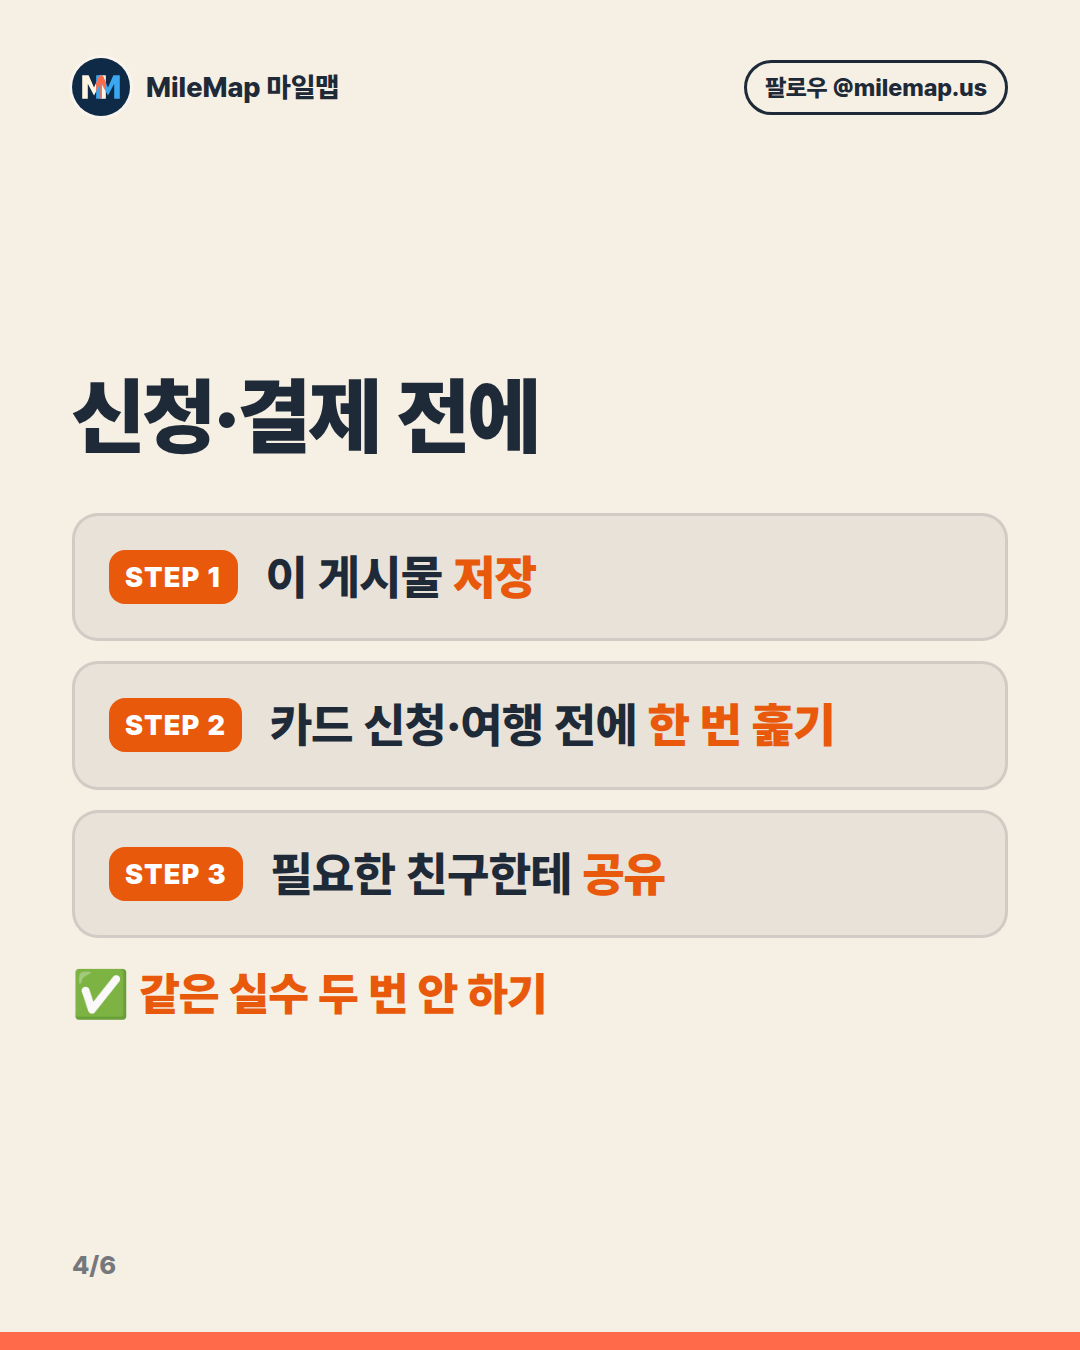 MM
MileMap 마일맵
팔로우 @milemap.us
신청·결제 전에
STEP 1 이 게시물 저장
STEP 2 카드 신청·여행 전에 한 번 훑기
STEP 3 필요한 친구한테 공유
✅ 같은 실수 두 번 안 하기
4/6